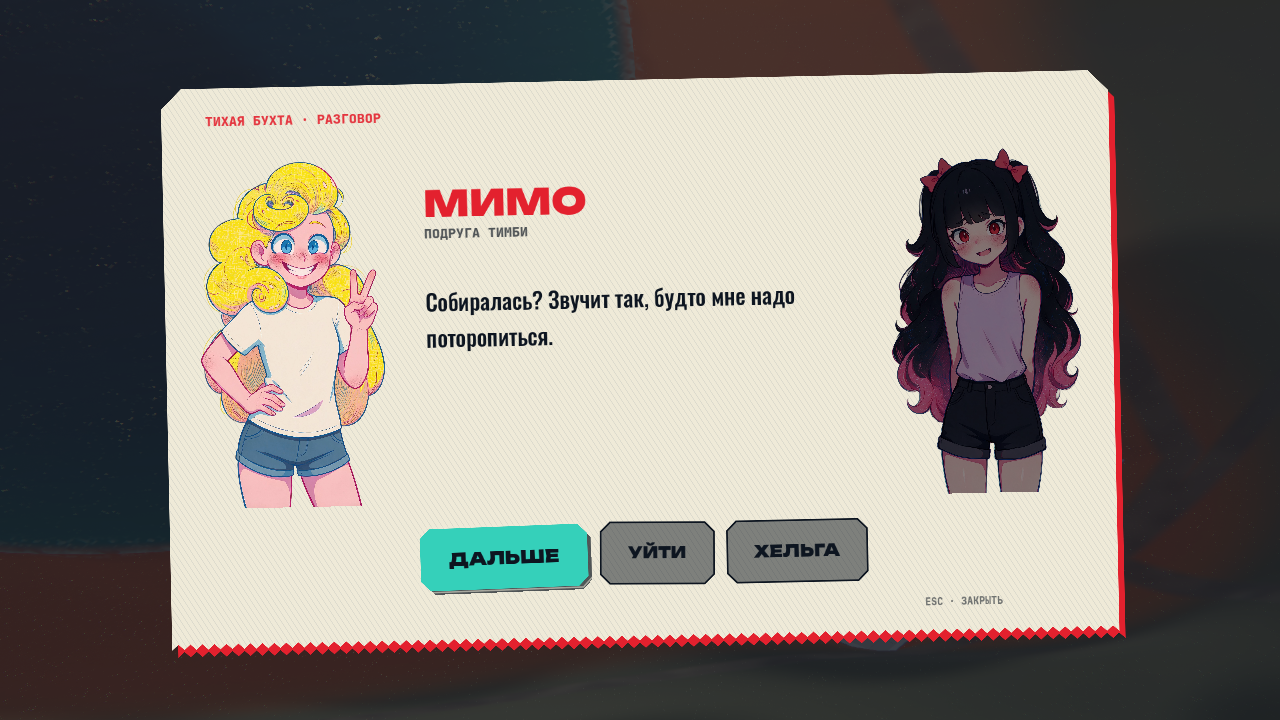 ТИХАЯ БУХТА · РАЗГОВОР
МИМО
ПОДРУГА ТИМБИ
Собиралась? Звучит так, будто мне надо
поторопиться.
ДАЛЬШЕ
УЙТИ
ХЕЛЬГА
ESC · ЗАКРЫТЬ